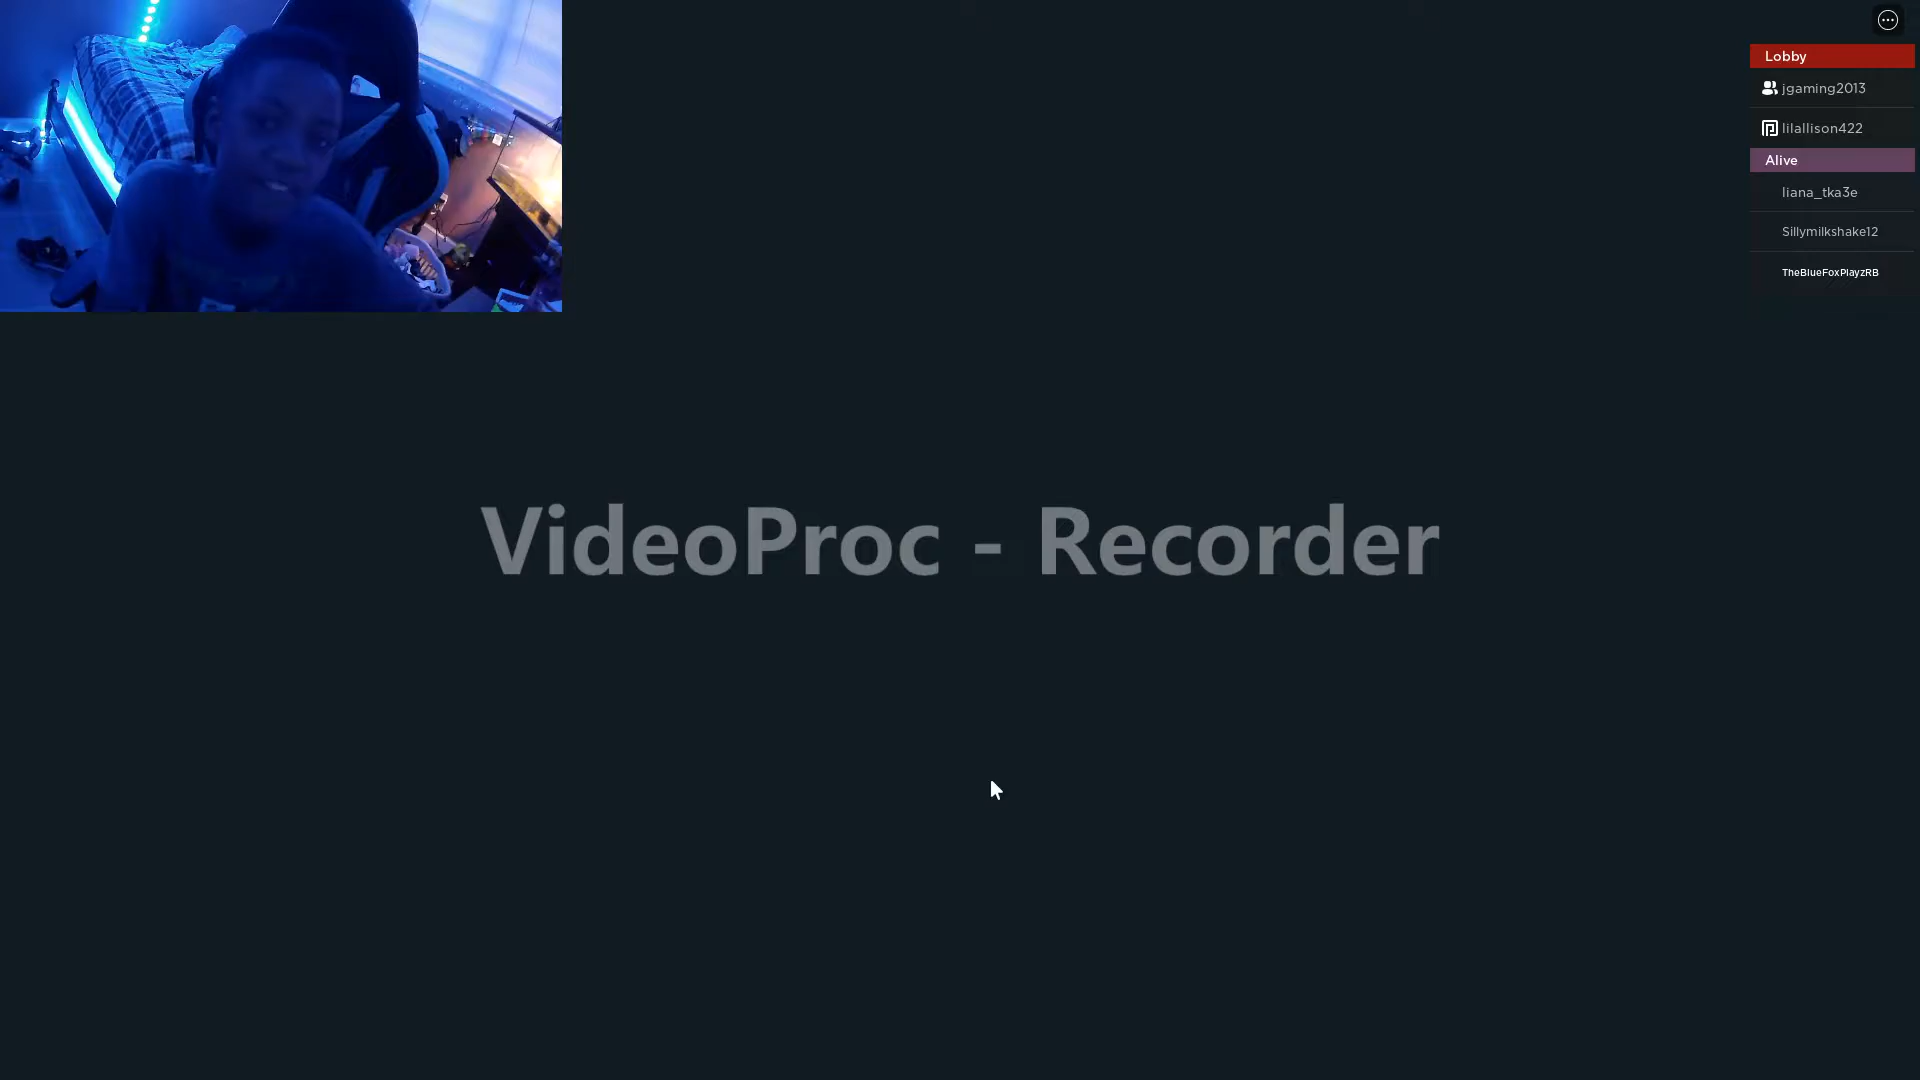 Lobby
jgaming2013
lilallison422
Alive
liana_tka3e
Sillymilkshake12
TheBlueFoxPlayzRB
VideoProc - Recorder